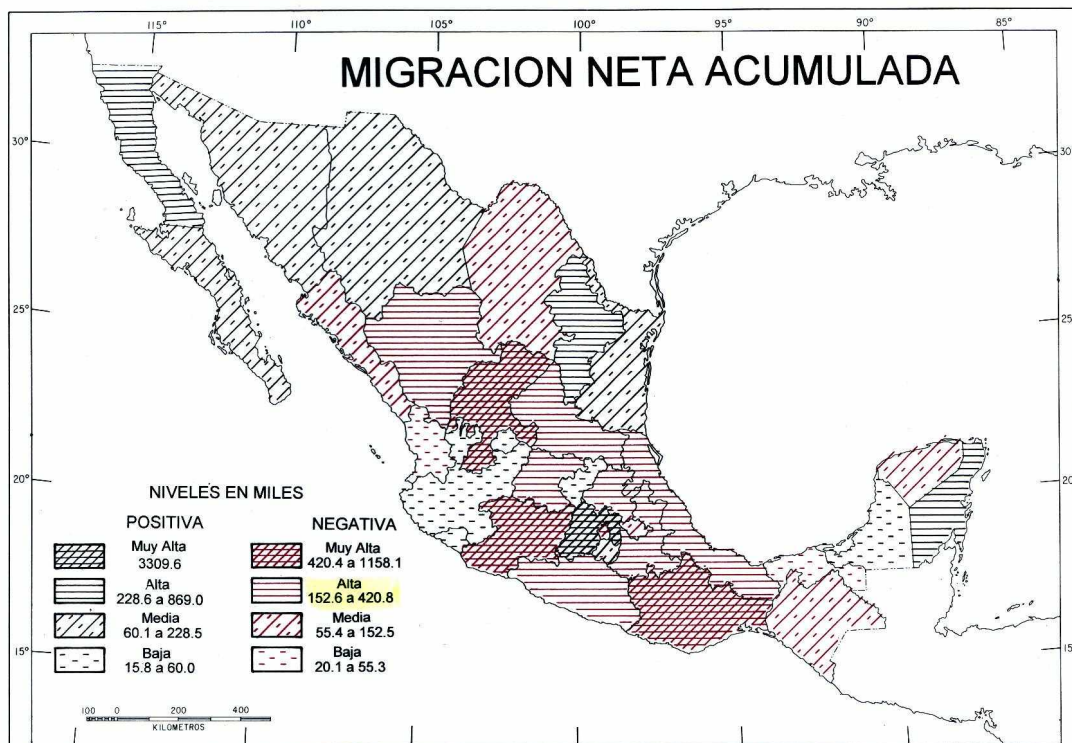 115° 110° 105° 100° 95° 90° 85°
MIGRACION NETA ACUMULADA
30° 30
25° 25
20° 20
15° 15
NIVELES EN MILES
POSITIVA
Muy Alta
3309.6
Alta
228.6 a 869.0
Media
60.1 a 228.5
Baja
15.8 a 60.0
NEGATIVA
Muy Alta
420.4 a 1158.1
Alta
152.6 a 420.8
Media
55.4 a 152.5
Baja
20.1 a 55.3
100 0 200 400
KILOMETROS